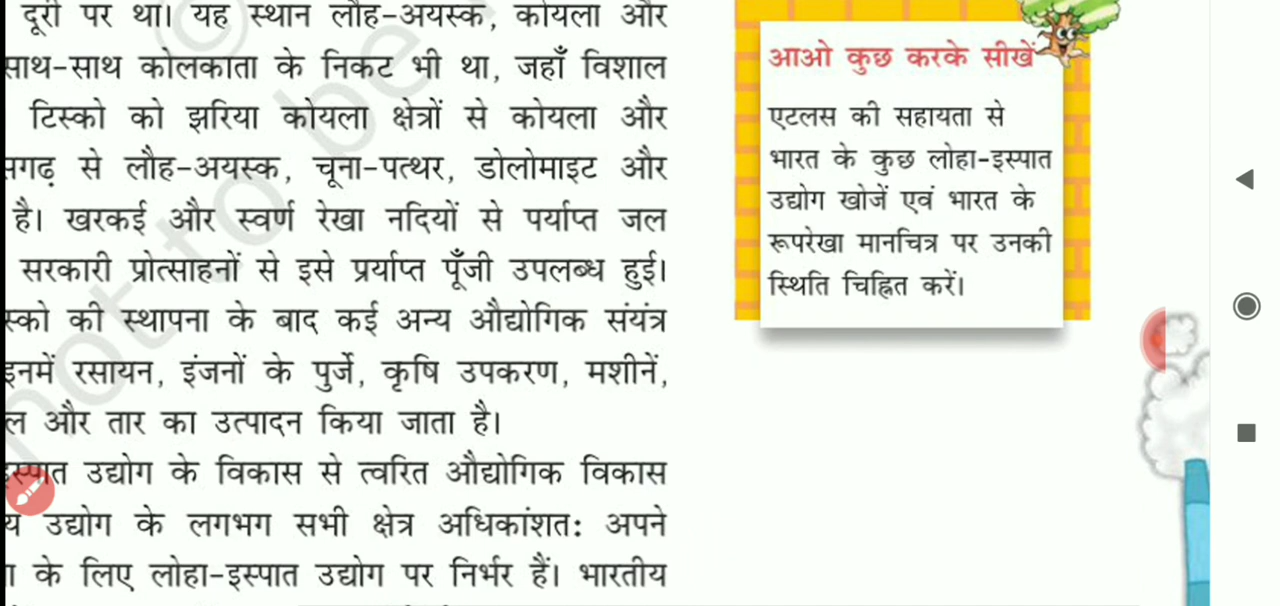 दूरी पर था। यह स्थान लौह-अयस्क, कोयला और
साथ-साथ कोलकाता के निकट भी था, जहाँ विशाल
टिस्को को झरिया कोयला क्षेत्रों से कोयला और
से लौह-अयस्क, चूना-पत्थर, डोलोमाइट और
है। खरकई और स्वर्ण रेखा नदियों से पर्याप्त जल
सरकारी प्रोत्साहनों से इसे प्रर्याप्त पूँजी उपलब्ध हुई।
की स्थापना के बाद कई अन्य औद्योगिक संयंत्र
इनमें रसायन, इंजनों के पुर्जे, कृषि उपकरण, मशीनें,
और तार का उत्पादन किया जाता है।
उद्योग के विकास से त्वरित औद्योगिक विकास
उद्योग के लगभग सभी क्षेत्र अधिकांशतः अपने
के लिए लोहा-इस्पात उद्योग पर निर्भर हैं। भारतीय
आओ कुछ करके सीखें
एटलस की सहायता से
भारत के कुछ लोहा-इस्पात
उद्योग खोजें एवं भारत के
रूपरेखा मानचित्र पर उनकी
स्थिति चिह्नित करें।
not to be